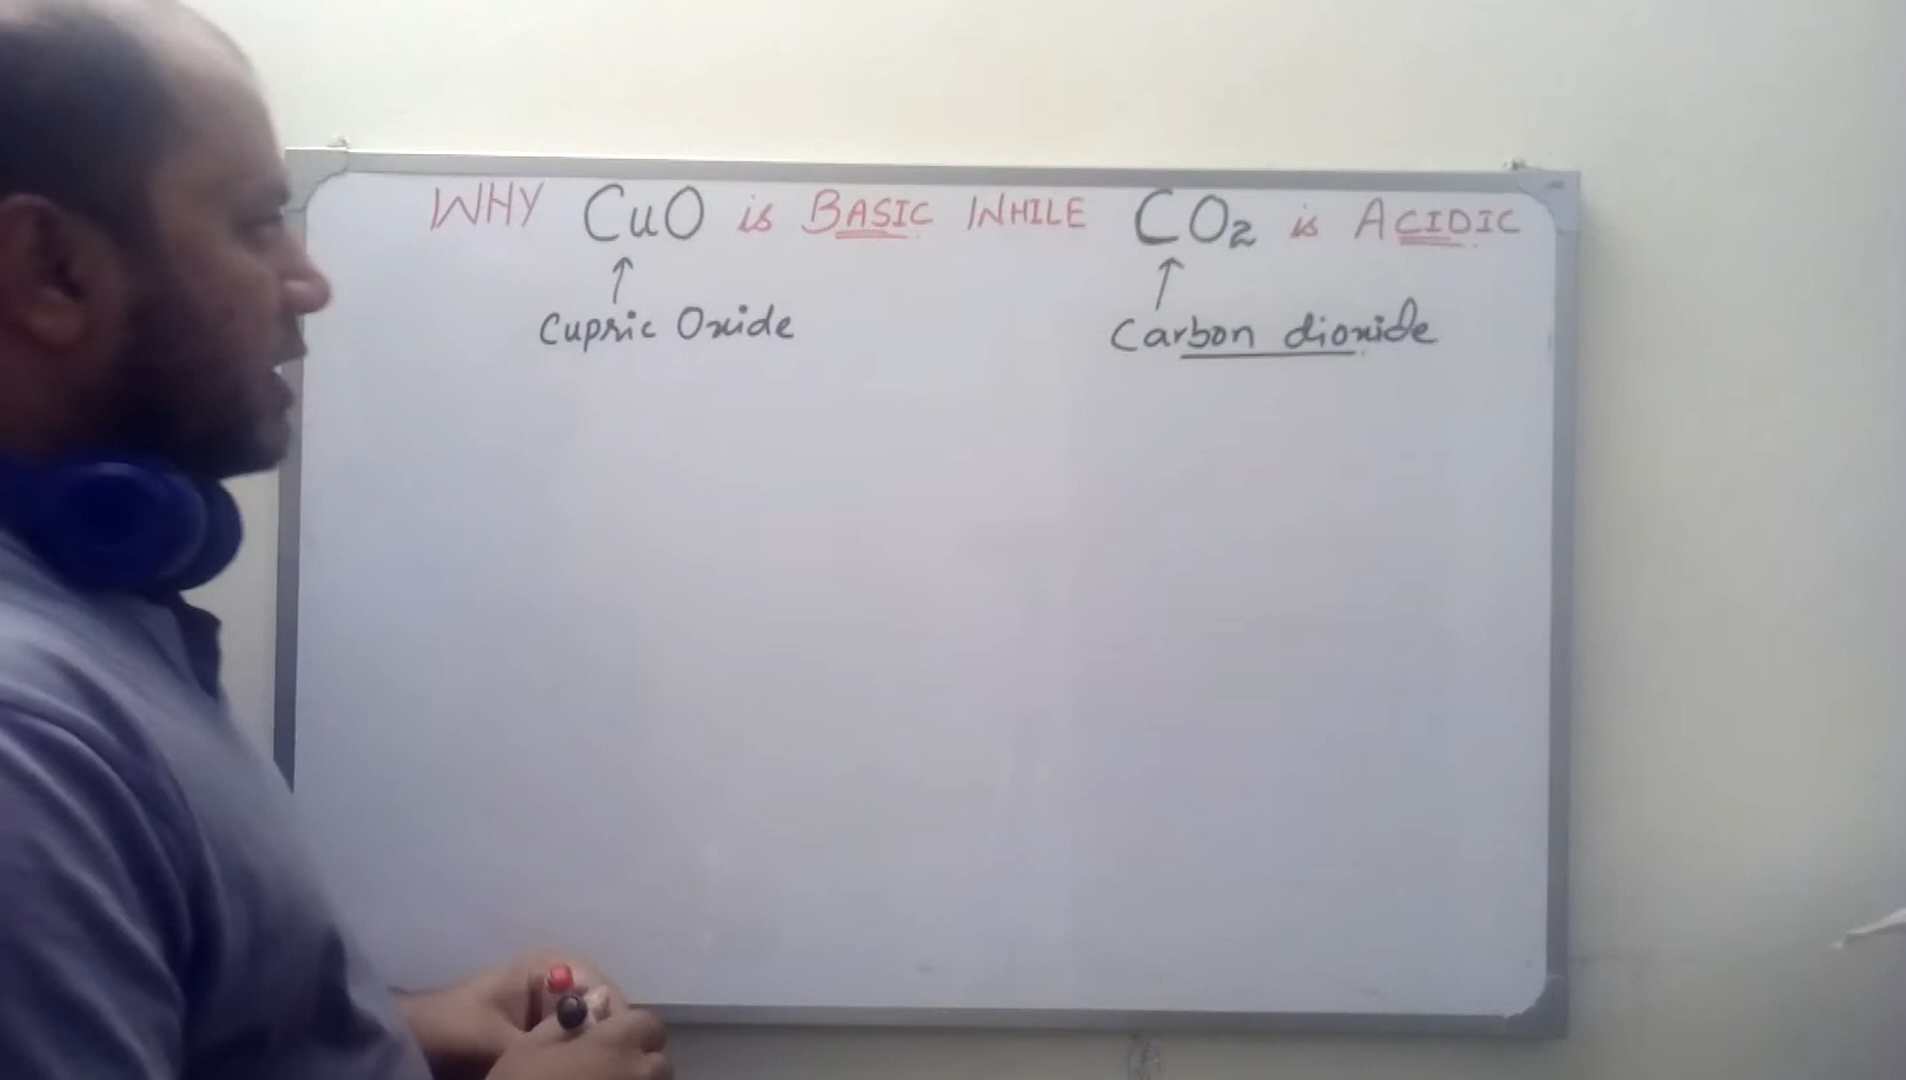 WHY CuO is BASIC WHILE CO₂ is ACIDIC
↑ ↑
Cupric Oxide Carbon dioxide